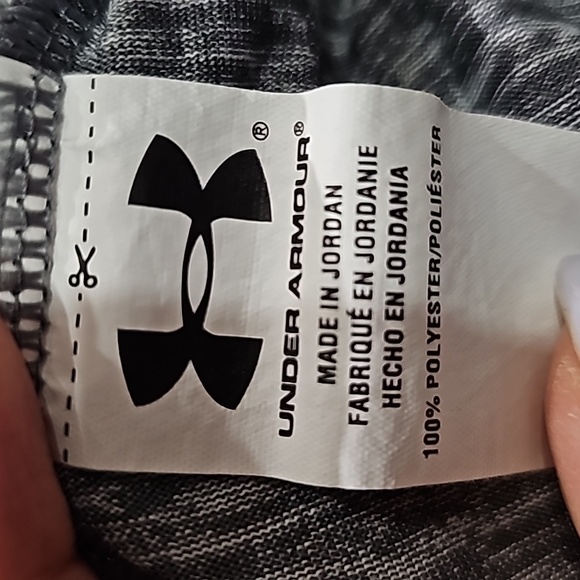 ®
UNDER ARMOUR®
MADE IN JORDAN
FABRIQUÉ EN JORDANIE
HECHO EN JORDANIA
100% POLYESTER/POLIÉSTER